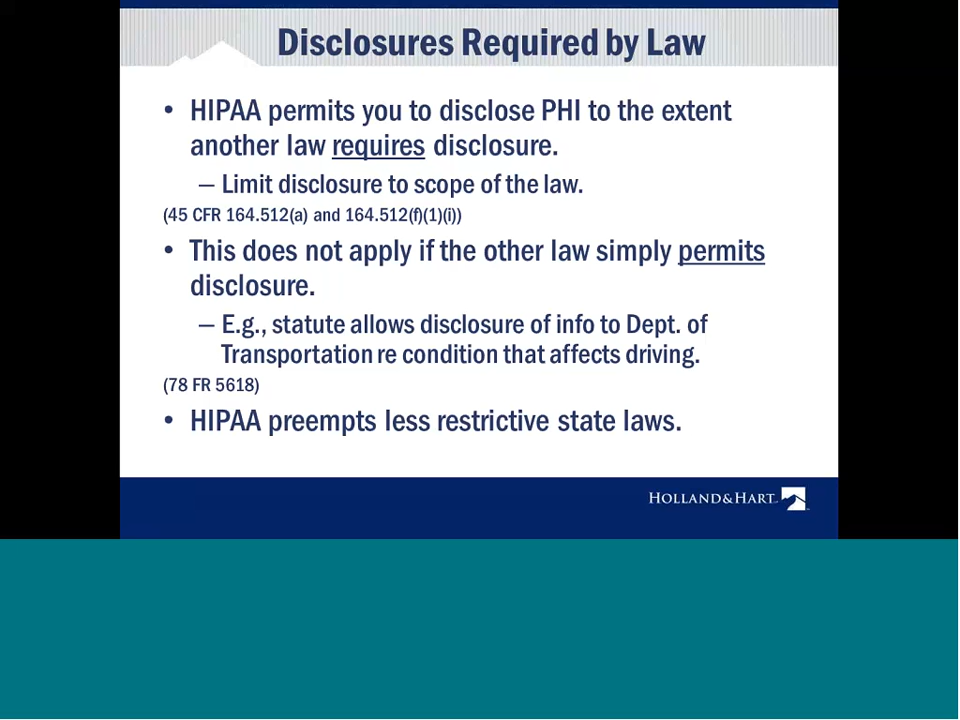 Disclosures Required by Law
• HIPAA permits you to disclose PHI to the extent
another law requires disclosure.
– Limit disclosure to scope of the law.
(45 CFR 164.512(a) and 164.512(f)(1)(i))
• This does not apply if the other law simply permits
disclosure.
– E.g., statute allows disclosure of info to Dept. of
Transportation re condition that affects driving.
(78 FR 5618)
• HIPAA preempts less restrictive state laws.
HOLLAND&HART